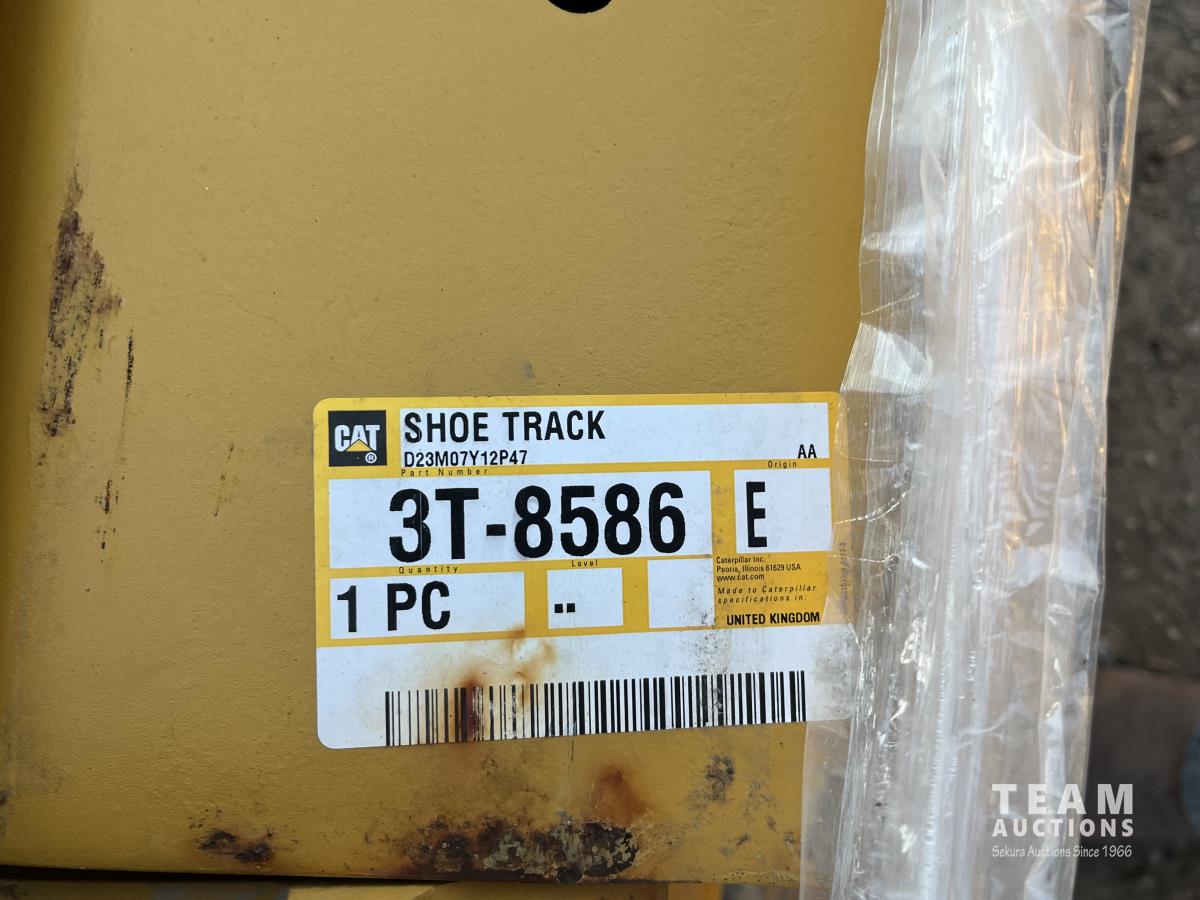 CAT
®
SHOE TRACK
D23M07Y12P47
AA
Part Number
Origin
3T-8586
E
Quantity
Level
Caterpillar Inc.
Peoria, Illinois 61629 USA
www.cat.com
Made to Caterpillar
specifications in:
1 PC
--
UNITED KINGDOM
TEAM
AUCTIONS
Sekura Auctions Since 1966